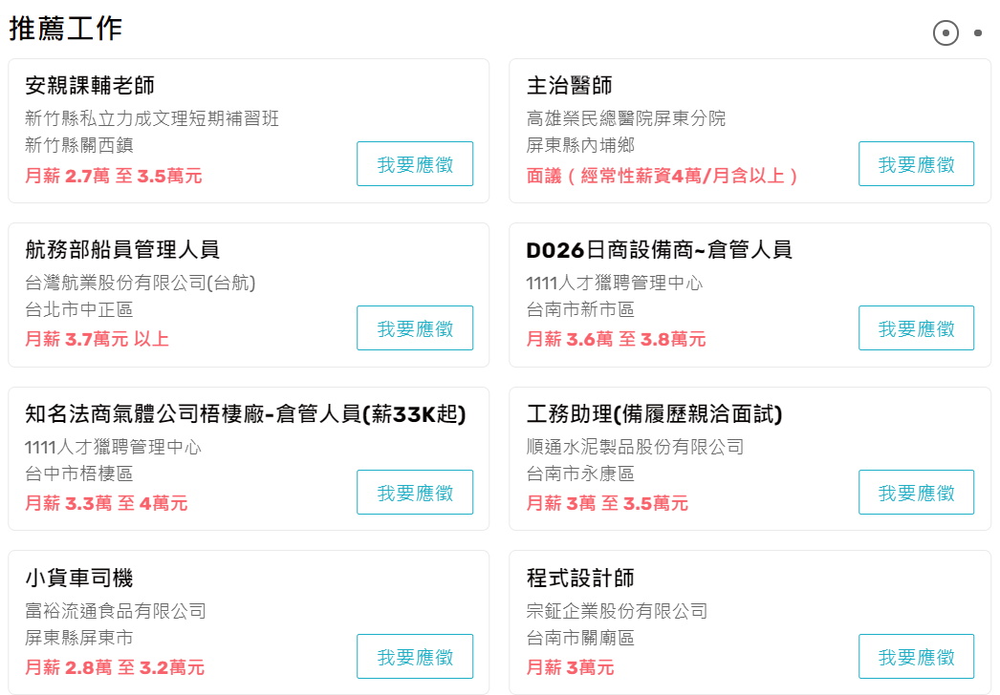 推薦工作
安親課輔老師
新竹縣私立力成文理短期補習班
新竹縣關西鎮
月薪 2.7萬 至 3.5萬元
我要應徵
主治醫師
高雄榮民總醫院屏東分院
屏東縣內埔鄉
面議 ( 經常性薪資4萬/月含以上 )
我要應徵
航務部船員管理人員
台灣航業股份有限公司(台航)
台北市中正區
月薪 3.7萬元 以上
我要應徵
D026日商設備商~倉管人員
1111人才獵聘管理中心
台南市新市區
月薪 3.6萬 至 3.8萬元
我要應徵
知名法商氣體公司梧棲廠-倉管人員(薪33K起)
1111人才獵聘管理中心
台中市梧棲區
月薪 3.3萬 至 4萬元
我要應徵
工務助理(備履歷親洽面試)
順通水泥製品股份有限公司
台南市永康區
月薪 3萬 至 3.5萬元
我要應徵
小貨車司機
富裕流通食品有限公司
屏東縣屏東市
月薪 2.8萬 至 3.2萬元
我要應徵
程式設計師
宗鉦企業股份有限公司
台南市關廟區
月薪 3萬元
我要應徵